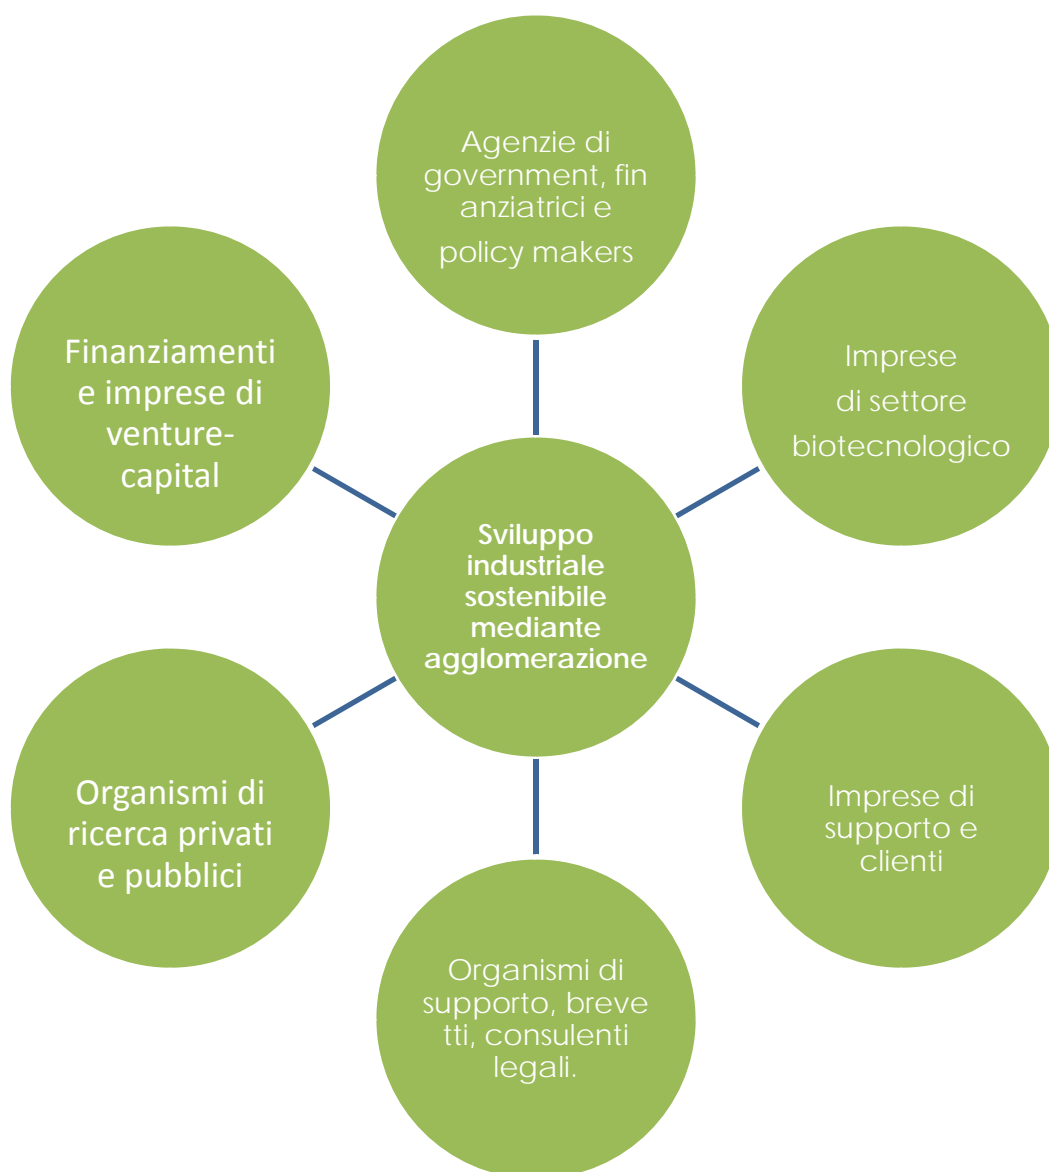 Agenzie di
government, fin
anziatrici e
policy makers
Finanziamenti
e imprese di
venture-
capital
Imprese
di settore
biotecnologico
Sviluppo
industriale
sostenibile
mediante
agglomerazione
Organismi di
ricerca privati
e pubblici
Imprese di
supporto e
clienti
Organismi di
supporto, breve
tti, consulenti
legali.